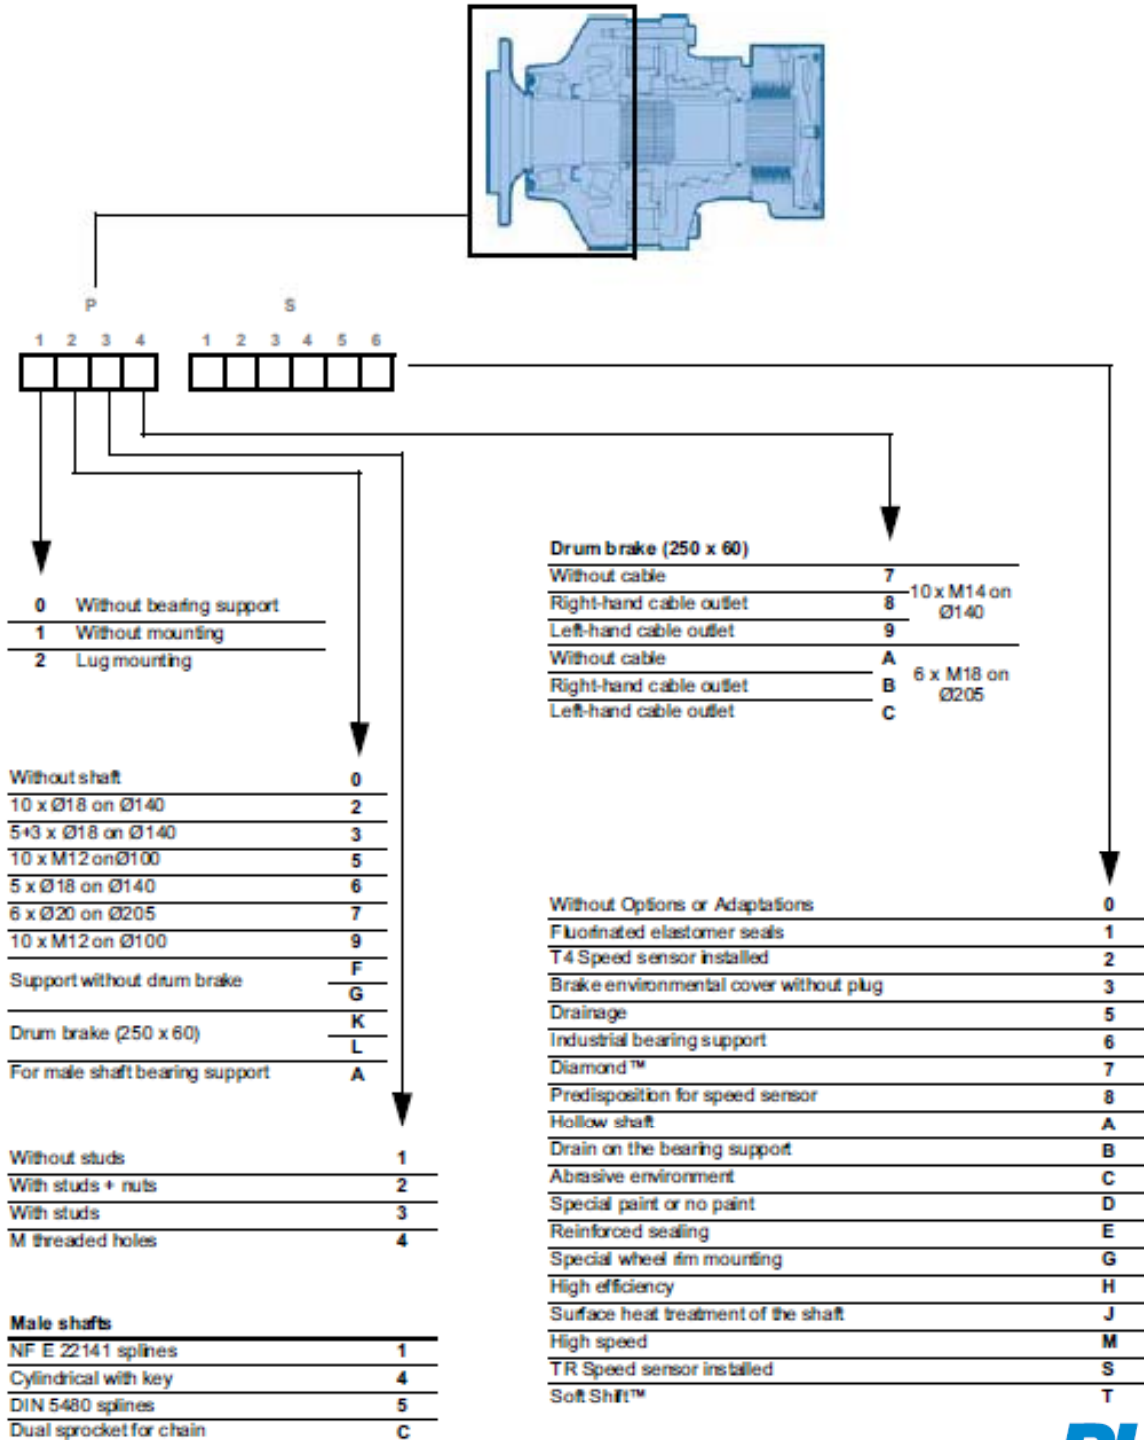 P S
1 2 3 4 1 2 3 4 5 6
0 Without bearing support
1 Without mounting
2 Lug mounting
Drum brake (250 x 60)
Without cable 7
Right-hand cable outlet 8
Left-hand cable outlet 9
10 x M14 on
Ø140
Without cable A
Right-hand cable outlet B
Left-hand cable outlet C
6 x M18 on
Ø205
Without shaft 0
10 x Ø18 on Ø140 2
5+3 x Ø18 on Ø140 3
10 x M12 onØ100 5
5 x Ø18 on Ø140 6
6 x Ø20 on Ø205 7
10 x M12 on Ø100 9
Support without drum brake F
G
Drum brake (250 x 60) K
L
For male shaft bearing support A
Without studs 1
With studs + nuts 2
With studs 3
M threaded holes 4
Male shafts
NF E 22141 splines 1
Cylindrical with key 4
DIN 5480 splines 5
Dual sprocket for chain C
Without Options or Adaptations 0
Fluorinated elastomer seals 1
T4 Speed sensor installed 2
Brake environmental cover without plug 3
Drainage 5
Industrial bearing support 6
Diamond™ 7
Predisposition for speed sensor 8
Hollow shaft A
Drain on the bearing support B
Abrasive environment C
Special paint or no paint D
Reinforced sealing E
Special wheel rim mounting G
High efficiency H
Surface heat treatment of the shaft J
High speed M
TR Speed sensor installed S
Soft Shift™ T